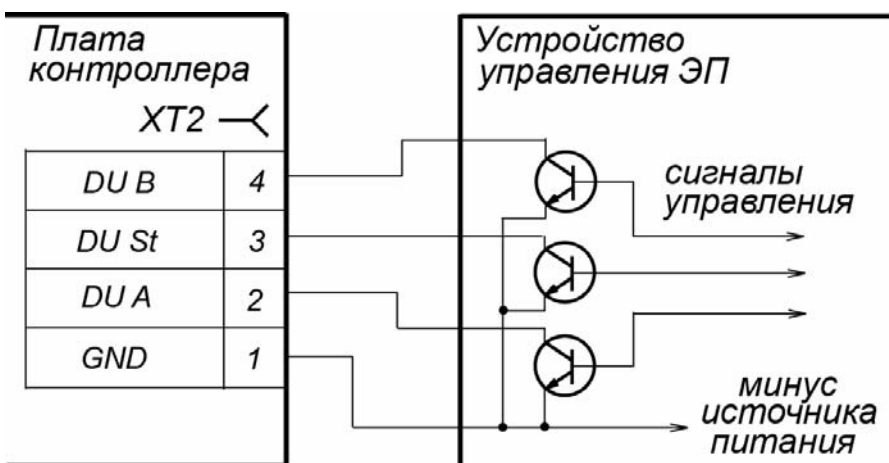 Плата
контроллера
XT2
DU B 4
DU St 3
DU A 2
GND 1
Устройство
управления ЭП
сигналы
управления
минус
источника
питания